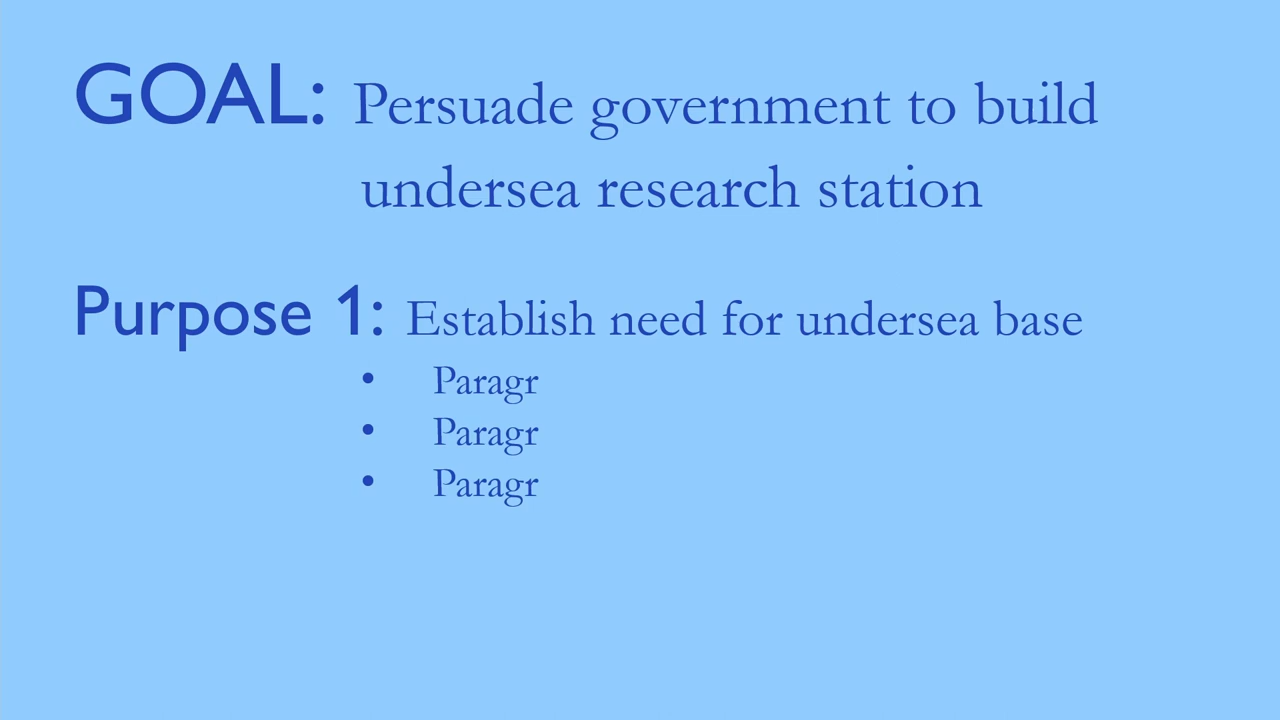 GOAL: Persuade government to build
undersea research station
Purpose 1: Establish need for undersea base
• Paragr
• Paragr
• Paragr